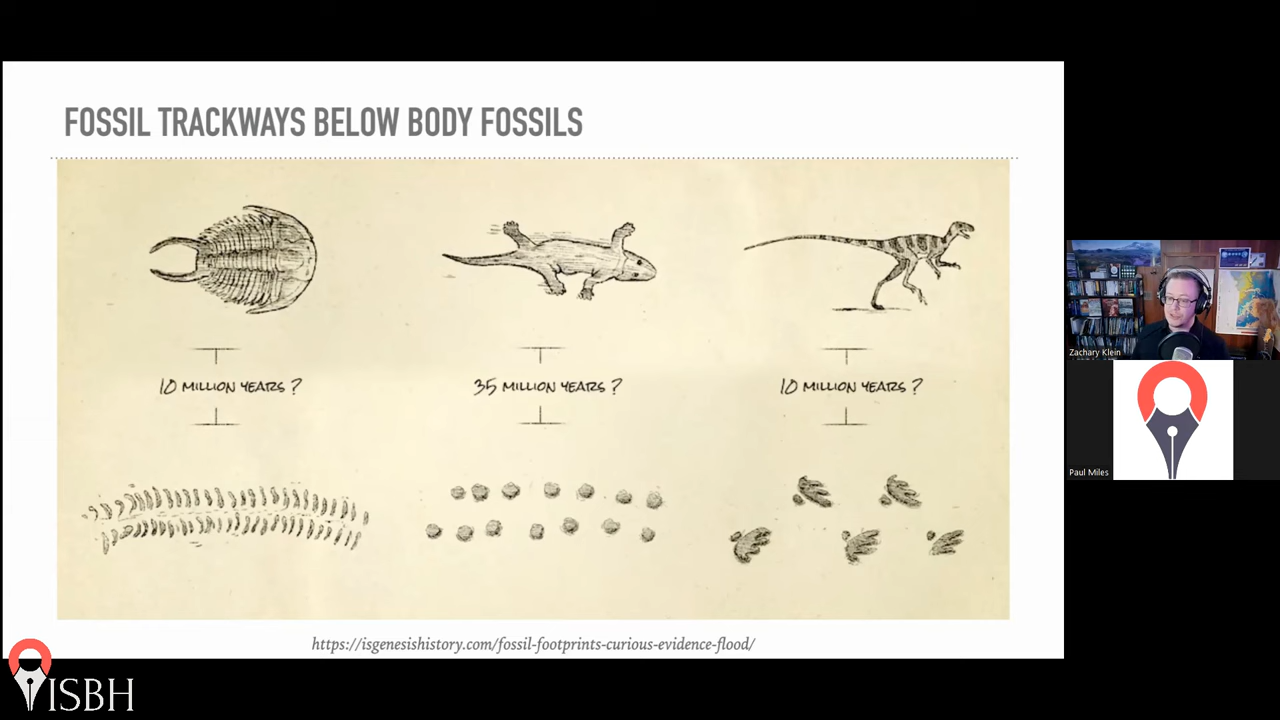 FOSSIL TRACKWAYS BELOW BODY FOSSILS
10 MILLION YEARS ?
35 MILLION YEARS ?
10 MILLION YEARS ?
https://isgenesishistory.com/fossil-footprints-curious-evidence-flood/
Zachary Klein
Paul Miles
ISBH